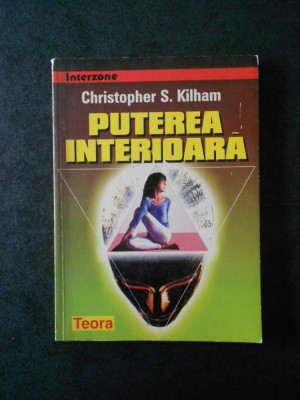 Interzone
Christopher S. Kilham
PUTEREA
INTERIOARĂ
Teora